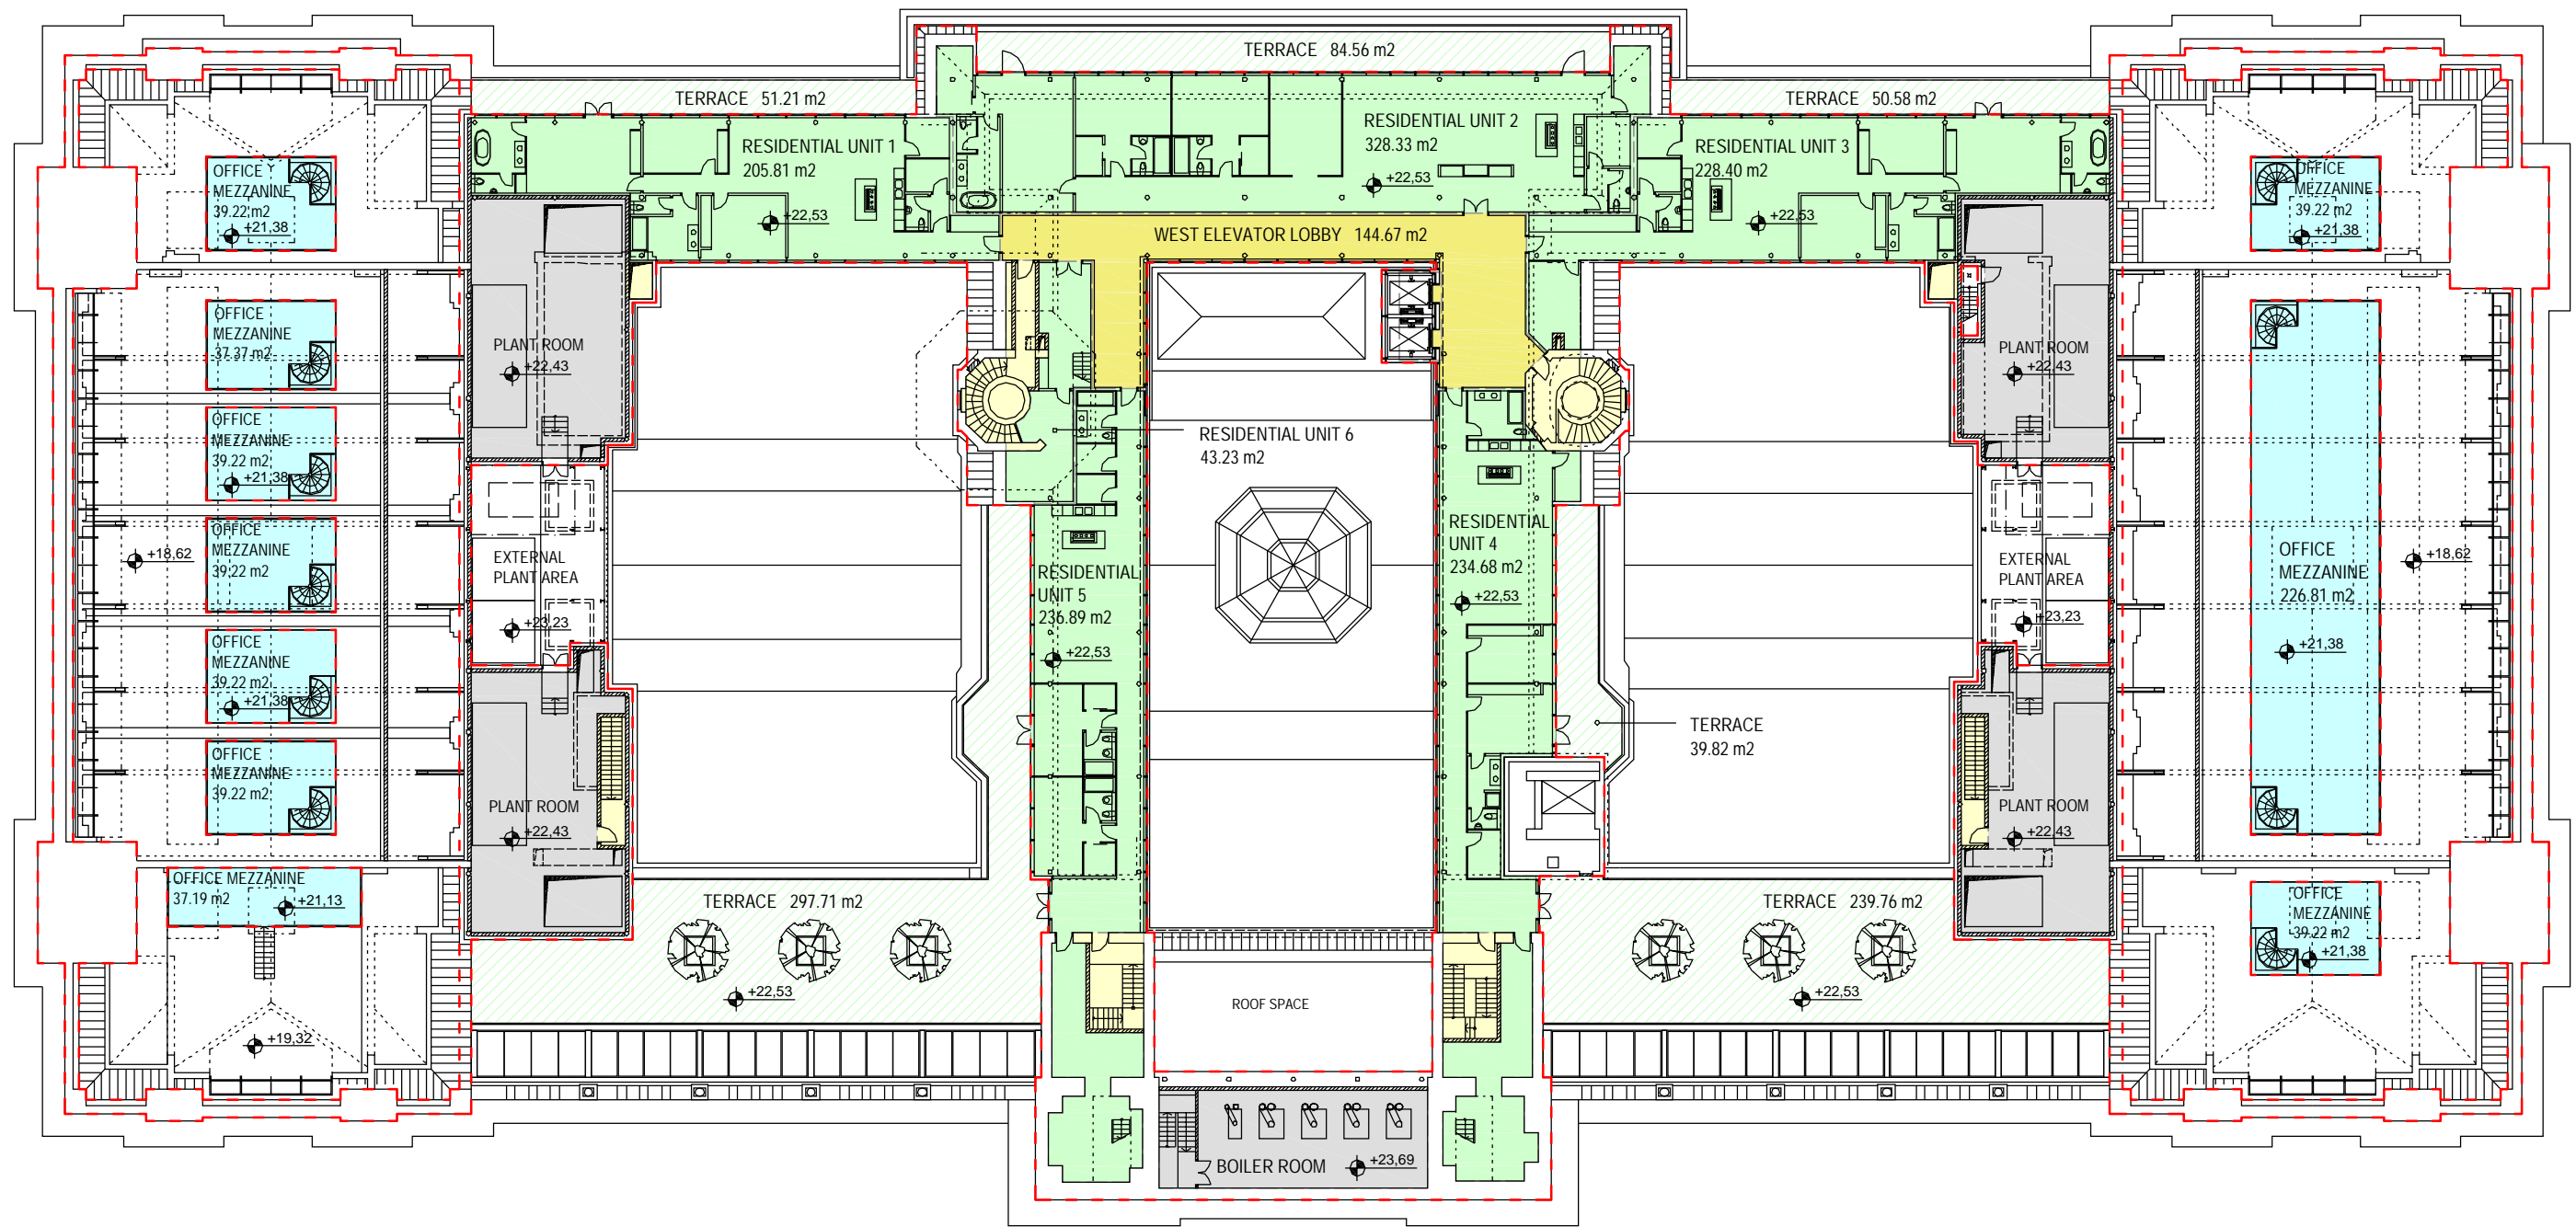 TERRACE 84.56 m2
TERRACE 51.21 m2
TERRACE 50.58 m2
RESIDENTIAL UNIT 1
205.81 m2
+22,53
RESIDENTIAL UNIT 2
328.33 m2
+22,53
RESIDENTIAL UNIT 3
228.40 m2
+22,53
WEST ELEVATOR LOBBY 144.67 m2
OFFICE
MEZZANINE
39.22 m2
+21,38
OFFICE
MEZZANINE
37.37 m2
OFFICE
MEZZANINE
39.22 m2
+21,38
OFFICE
MEZZANINE
39.22 m2
+18,62
OFFICE
MEZZANINE
39.22 m2
+21,38
OFFICE
MEZZANINE
39.22 m2
OFFICE MEZZANINE
37.19 m2
+21,13
+19,32
PLANT ROOM
+22,43
EXTERNAL
PLANT AREA
+23,23
PLANT ROOM
+22,43
RESIDENTIAL UNIT 6
43.23 m2
RESIDENTIAL
UNIT 5
236.89 m2
+22,53
RESIDENTIAL
UNIT 4
234.68 m2
+22,53
TERRACE
39.82 m2
TERRACE 297.71 m2
+22,53
TERRACE 239.76 m2
+22,53
ROOF SPACE
BOILER ROOM
+23,69
PLANT ROOM
+22,43
EXTERNAL
PLANT AREA
+23,23
PLANT ROOM
+22,43
OFFICE
MEZZANINE
39.22 m2
+21,38
OFFICE
MEZZANINE
226.81 m2
+21,38
+18,62
OFFICE
MEZZANINE
39.22 m2
+21,38